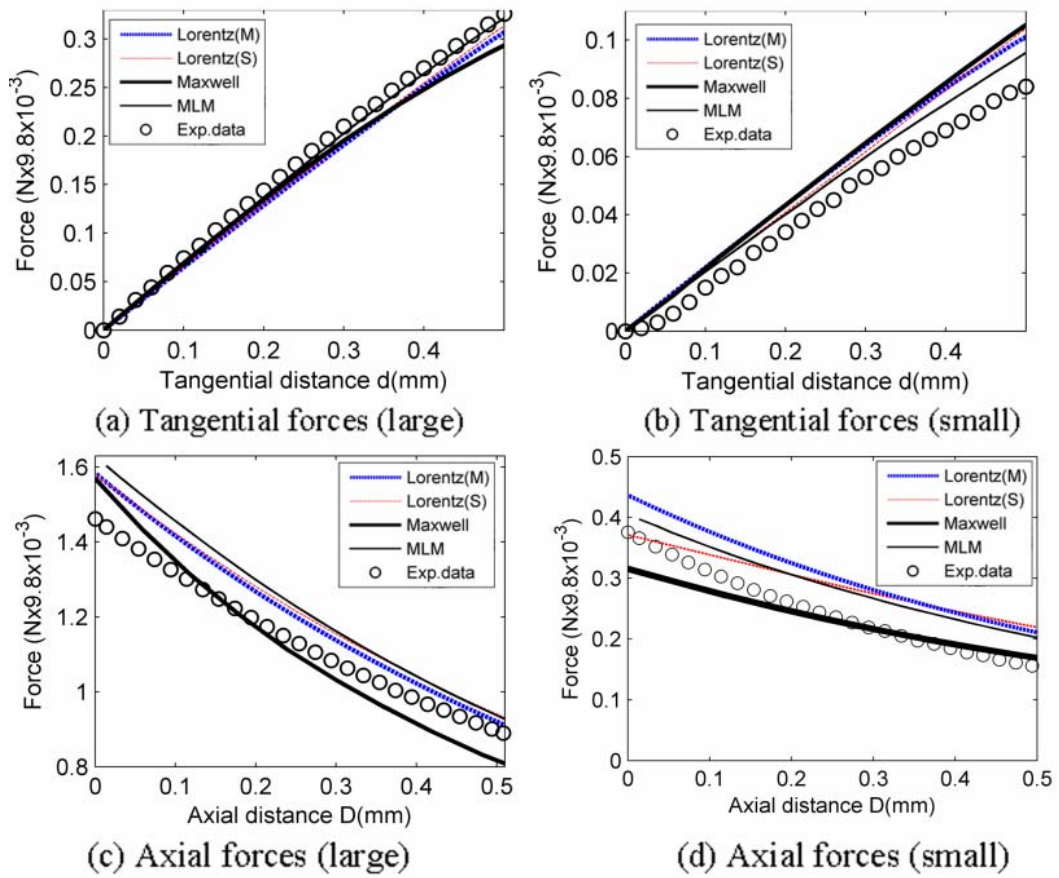 Force (Nx9.8x10⁻³)
0.3
0.25
0.2
0.15
0.1
0.05
0
Lorentz(M)
Lorentz(S)
Maxwell
MLM
Exp.data
0 0.1 0.2 0.3 0.4
Tangential distance d(mm)
(a) Tangential forces (large)
Force (Nx9.8x10⁻³)
0.1
0.08
0.06
0.04
0.02
0
Lorentz(M)
Lorentz(S)
Maxwell
MLM
Exp.data
0 0.1 0.2 0.3 0.4
Tangential distance d(mm)
(b) Tangential forces (small)
Force (Nx9.8x10⁻³)
1.6
1.4
1.2
1
0.8
Lorentz(M)
Lorentz(S)
Maxwell
MLM
Exp.data
0 0.1 0.2 0.3 0.4 0.5
Axial distance D(mm)
(c) Axial forces (large)
Force (Nx9.8x10⁻³)
0.5
0.4
0.3
0.2
0.1
0
Lorentz(M)
Lorentz(S)
Maxwell
MLM
Exp.data
0 0.1 0.2 0.3 0.4 0.5
Axial distance D(mm)
(d) Axial forces (small)